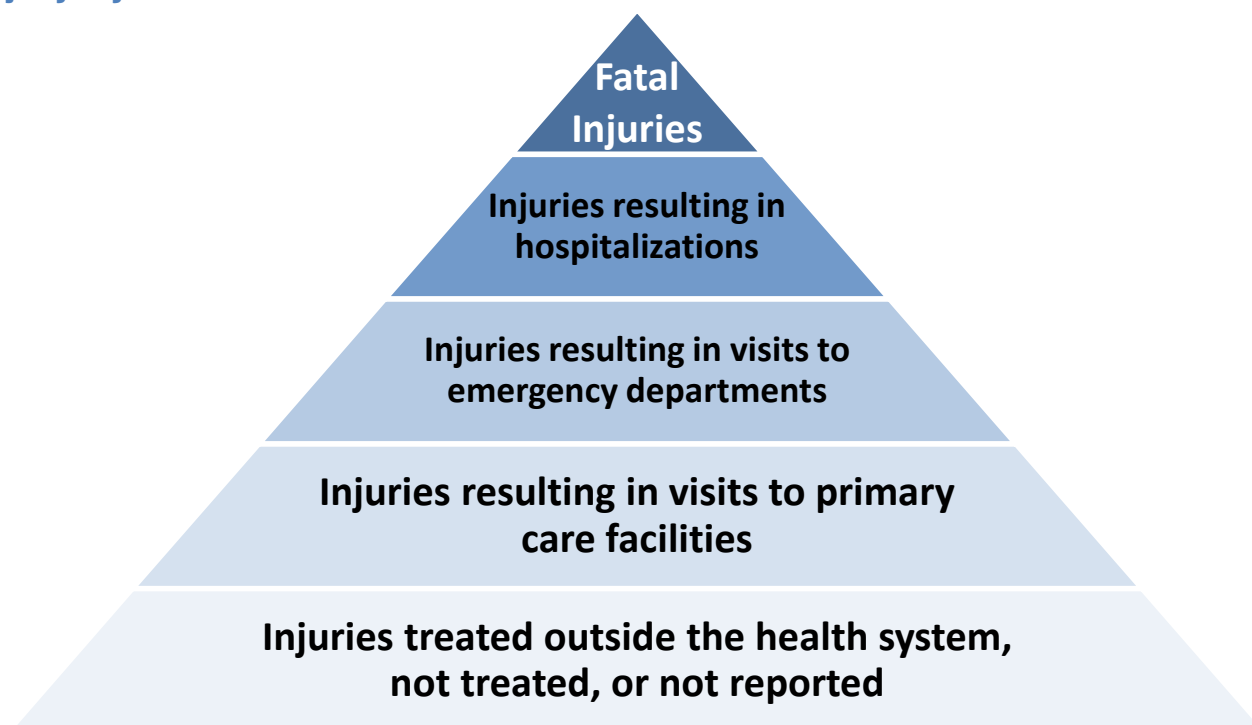 Fatal
Injuries
Injuries resulting in
hospitalizations
Injuries resulting in visits to
emergency departments
Injuries resulting in visits to primary
care facilities
Injuries treated outside the health system,
not treated, or not reported